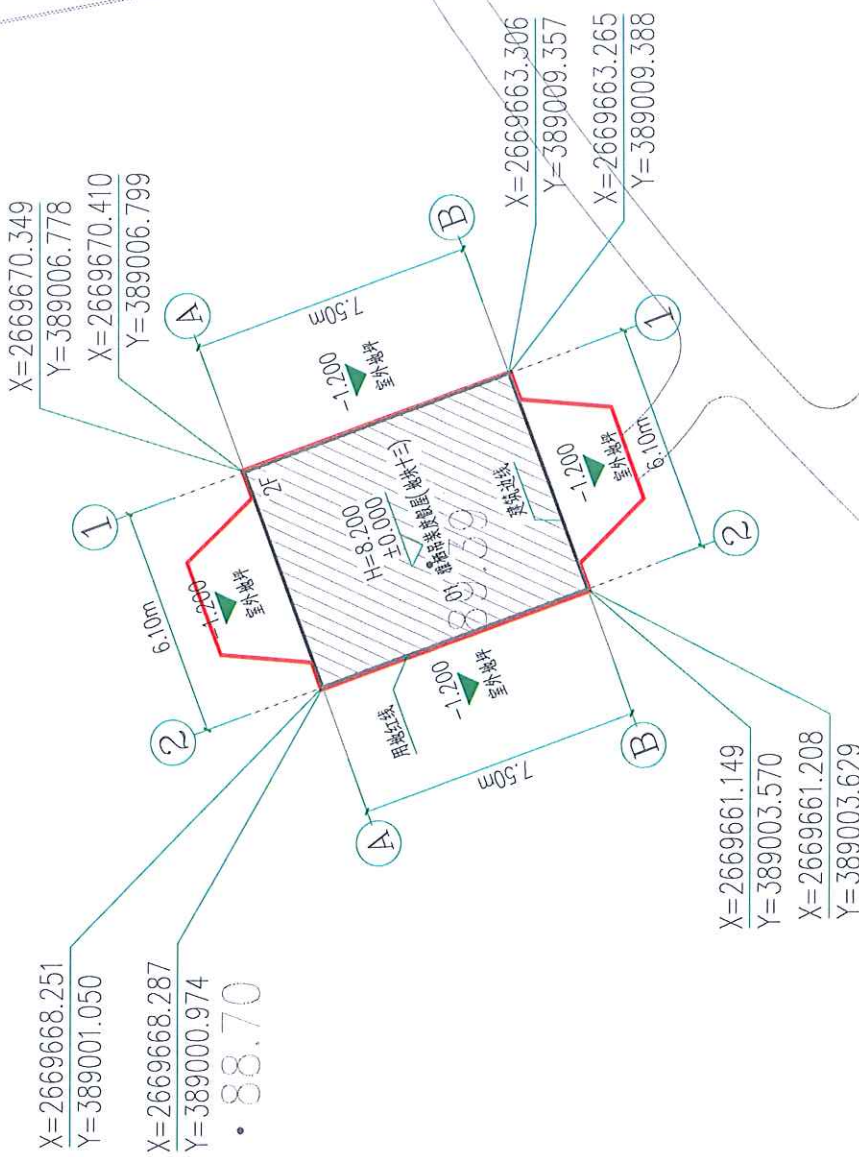 X=2669670.349
Y=389006.778
X=2669670.410
Y=389006.799
X=2669663.306
Y=389009.357
X=2669663.265
Y=389009.388
X=2669668.251
Y=389001.050
X=2669668.287
Y=389000.974
88.70
X=2669661.149
Y=389003.570
X=2669661.208
Y=389003.629
1
6.10m
2
A
7.50m
B
-1.200
室外地坪
-1.200
室外地坪
2F
H=8.200
±0.000
建筑边线
用地红线
-1.200
室外地坪
-1.200
室外地坪
A
7.50m
B
1
6.10m
2